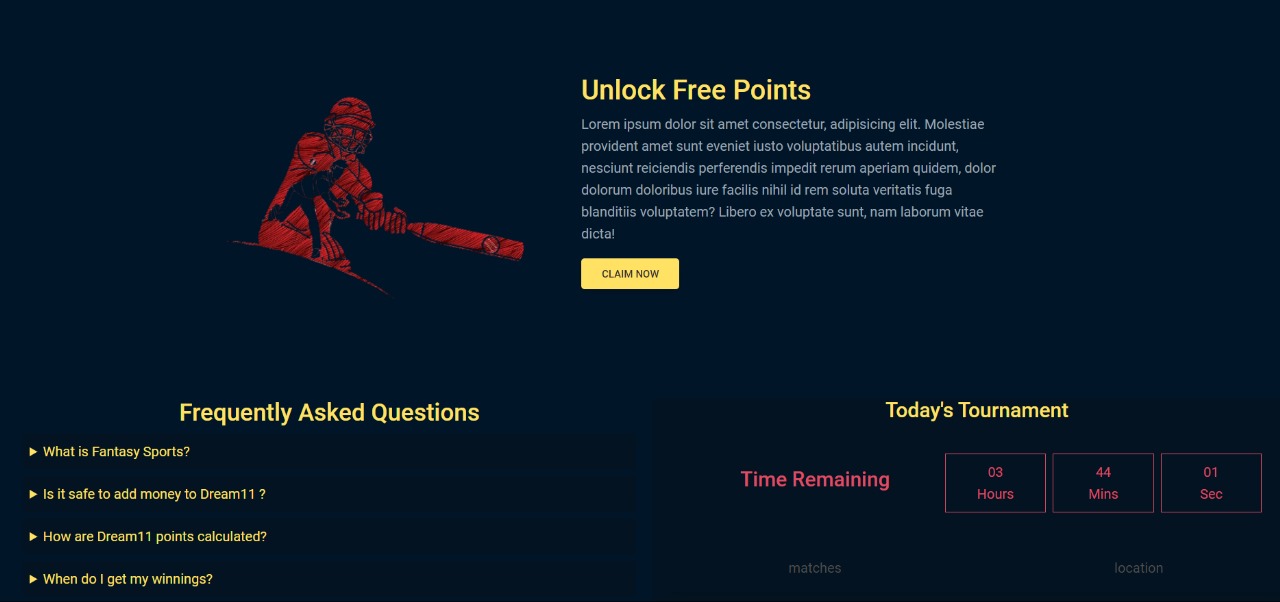 Unlock Free Points
Lorem ipsum dolor sit amet consectetur, adipisicing elit. Molestiae
provident amet sunt eveniet iusto voluptatibus autem incidunt,
nesciunt reiciendis perferendis impedit rerum aperiam quidem, dolor
dolorum doloribus iure facilis nihil id rem soluta veritatis fuga
blanditiis voluptatem? Libero ex voluptate sunt, nam laborum vitae
dicta!
CLAIM NOW
Frequently Asked Questions
What is Fantasy Sports?
Is it safe to add money to Dream11 ?
How are Dream11 points calculated?
When do I get my winnings?
Today's Tournament
Time Remaining
03 44 01
Hours Mins Sec
matches location